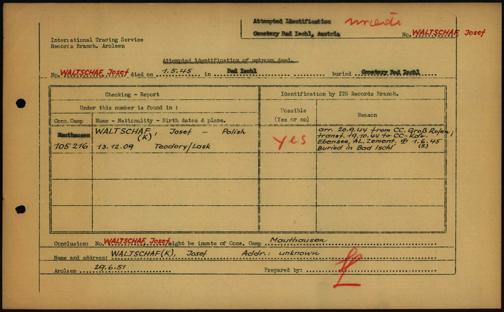 Attempted Identification
Cemetery Bad Ischl, Austria
No. WALTSCHAF Josef
International Tracing Service
Records Branch, Arolsen
Attempted identification of unknown dead.
No. WALTSCHAF, Josef died on 1.5.45 in Bad Ischl buried Cemetery Bad Ischl
Checking - Report
Identification by ITS Records Branch.
Under this number is found in :
Possible (Yes or no)
Reason
Conc. Camp
Name - Nationality - Birth dates & place.
Mauthausen
105 216
WALTSCHAF, Josef - Polish
(K)
13.12.09 Teodory/Lask
yes
arr. 20.9.44 from CC. Groß Rosen,
transf. 19.10.44 to CC-Kdo.
Ebensee, AL. Zement, 1.6.45
Buried in Bad Ischl
Conclusion: No. WALTSCHAF, Josef might be inmate of Conc. Camp Mauthausen
Name and address: WALTSCHAF(K), Josef Addr.: unknown
Arolsen 29.6.51 Prepared by: